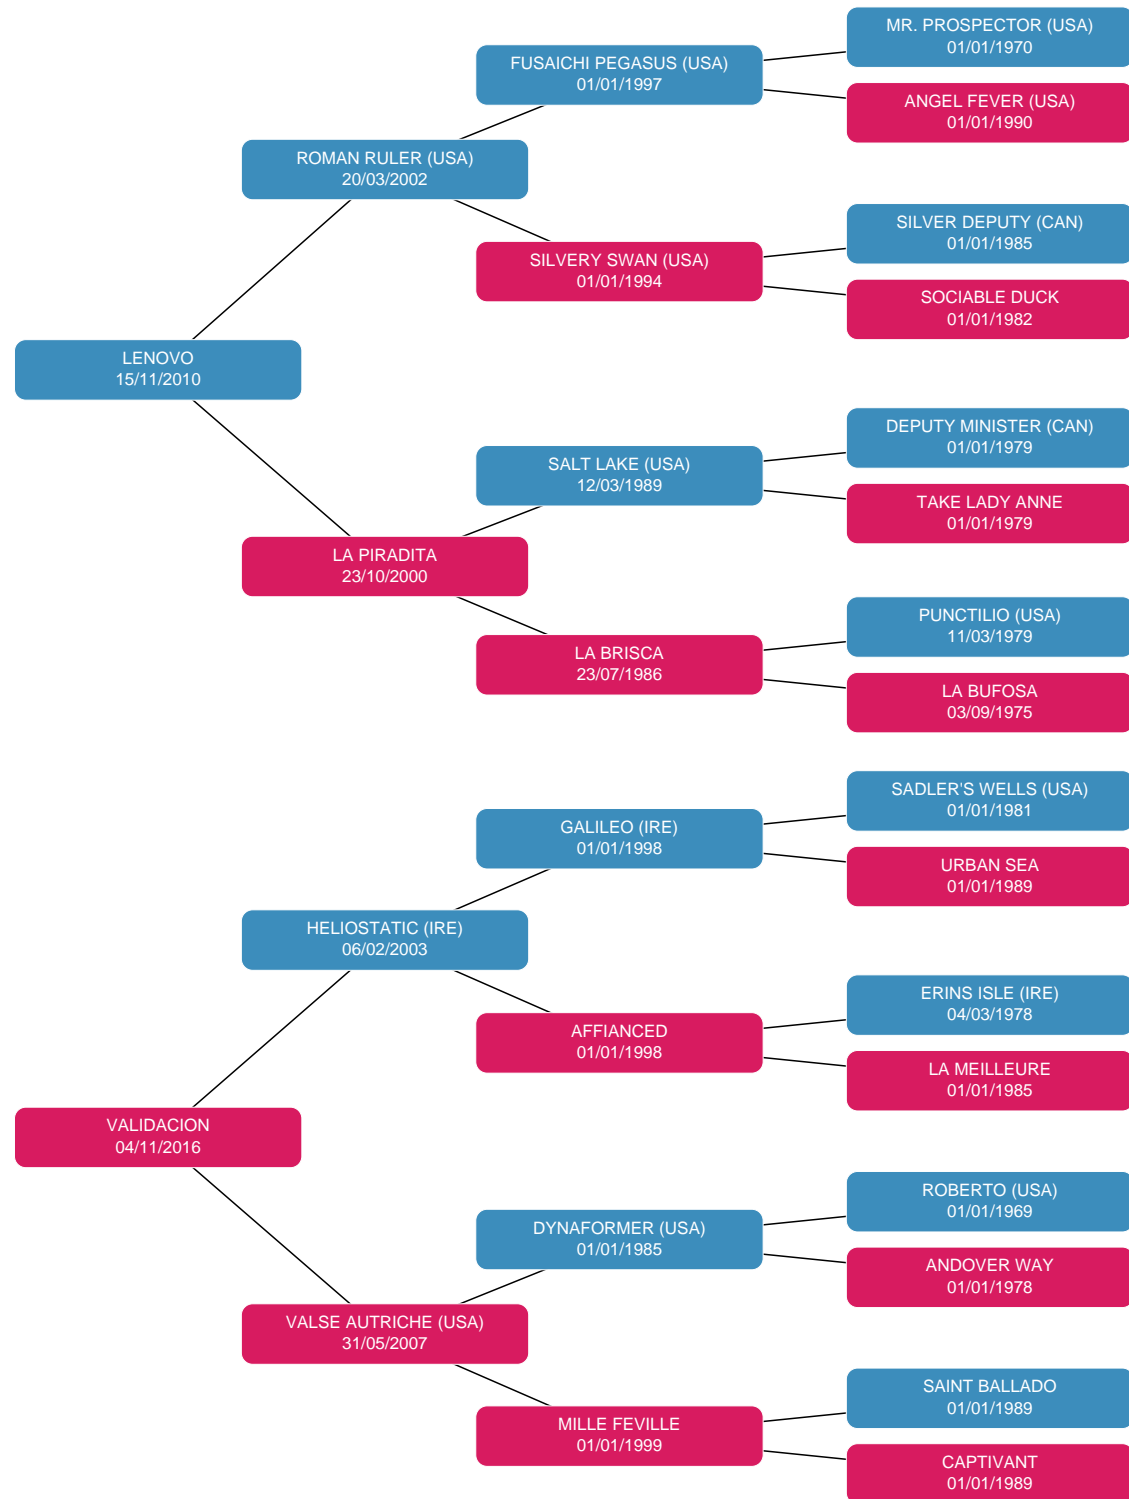 MR. PROSPECTOR (USA)
01/01/1970
FUSAICHI PEGASUS (USA)
01/01/1997
ANGEL FEVER (USA)
01/01/1990
ROMAN RULER (USA)
20/03/2002
SILVER DEPUTY (CAN)
01/01/1985
SILVERY SWAN (USA)
01/01/1994
SOCIABLE DUCK
01/01/1982
LENOVO
15/11/2010
DEPUTY MINISTER (CAN)
01/01/1979
SALT LAKE (USA)
12/03/1989
TAKE LADY ANNE
01/01/1979
LA PIRADITA
23/10/2000
PUNCTILIO (USA)
11/03/1979
LA BRISCA
23/07/1986
LA BUFOSA
03/09/1975
SADLER'S WELLS (USA)
01/01/1981
GALILEO (IRE)
01/01/1998
URBAN SEA
01/01/1989
HELIOSTATIC (IRE)
06/02/2003
ERINS ISLE (IRE)
04/03/1978
AFFIANCED
01/01/1998
LA MEILLEURE
01/01/1985
VALIDACION
04/11/2016
ROBERTO (USA)
01/01/1969
DYNAFORMER (USA)
01/01/1985
ANDOVER WAY
01/01/1978
VALSE AUTRICHE (USA)
31/05/2007
SAINT BALLADO
01/01/1989
MILLE FEVILLE
01/01/1999
CAPTIVANT
01/01/1989